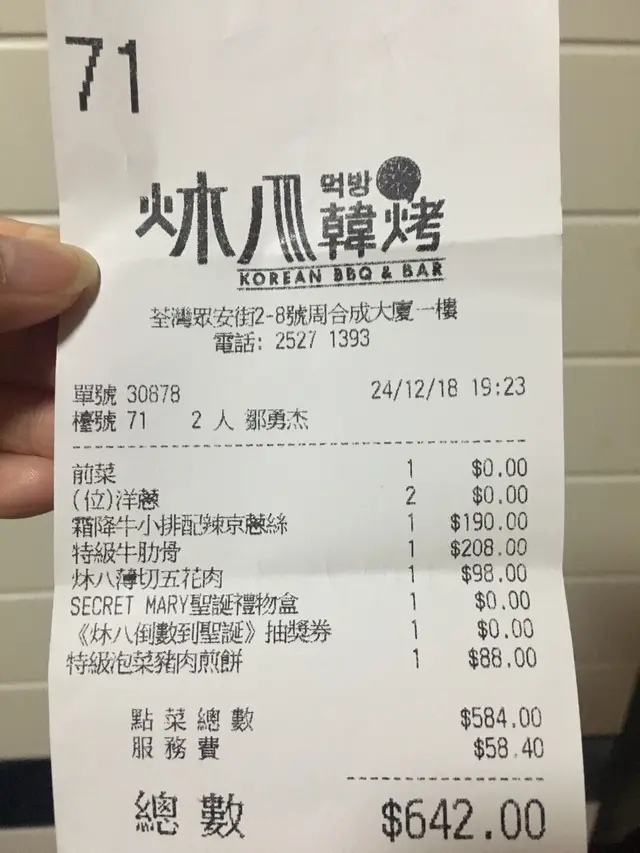 71
炑八 먹방 韓烤
KOREAN BBQ & BAR
荃灣眾安街2-8號周合成大廈一樓
電話: 2527 1393
單號 30878 24/12/18 19:23
檯號 71 2 人 鄒勇杰
前菜 1 $0.00
(位)洋蔥 2 $0.00
霜降牛小排配辣京蔥絲 1 $190.00
特級牛肋骨 1 $208.00
炑八薄切五花肉 1 $98.00
SECRET MARY聖誕禮物盒 1 $0.00
《炑八倒數到聖誕》抽獎券 1 $0.00
特級泡菜豬肉煎餅 1 $88.00
點菜總數 $584.00
服務費 $58.40
總數 $642.00